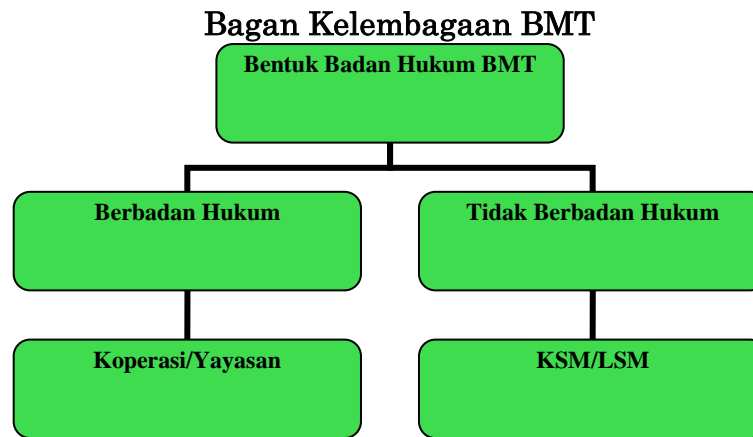 Bagan Kelembagaan BMT
Bentuk Badan Hukum BMT
Berbadan Hukum
Tidak Berbadan Hukum
Koperasi/Yayasan
KSM/LSM